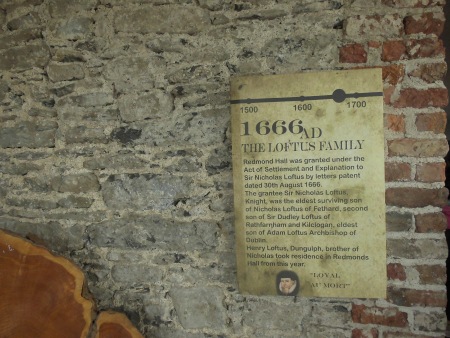 1500 1600 1700
1666 AD
THE LOFTUS FAMILY
Redmond Hall was granted under the
Act of Settlement and Explanation to
Sir Nicholas Loftus by letters patent
dated 30th August 1666.
The grantee Sir Nicholas Loftus,
Knight, was the eldest surviving son
of Nicholas Loftus of Fethard, second
son of Sir Dudley Loftus of
Rathfarnham and Kilclogan, eldest
son of Adam Loftus Archbishop of
Dublin.
Henry Loftus, Dungulph, brother of
Nicholas took residence in Redmonds
Hall from this year.
"LOYAL
AU MORT"